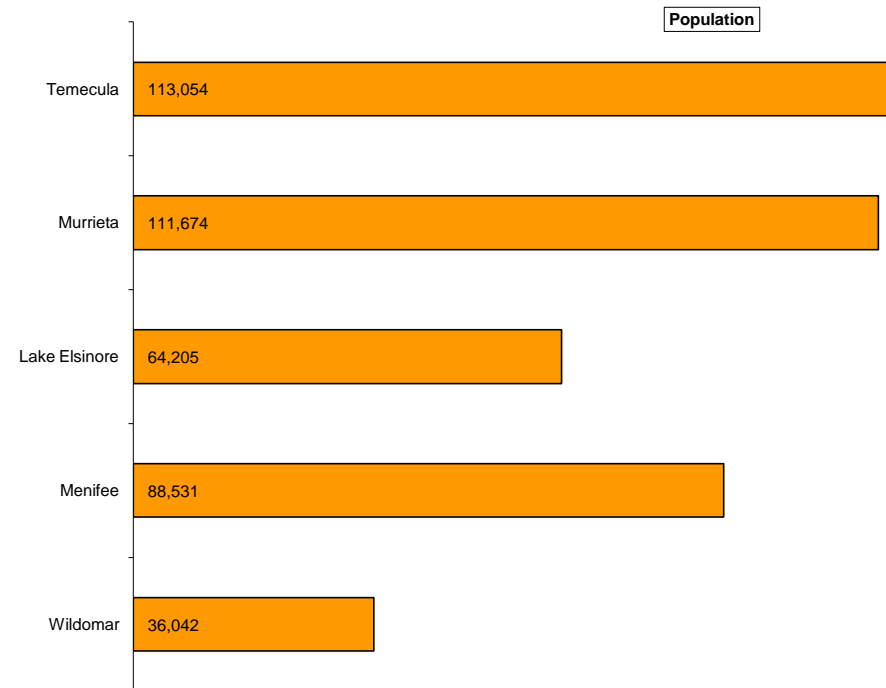 Population
Temecula 113,054
Murrieta 111,674
Lake Elsinore 64,205
Menifee 88,531
Wildomar 36,042